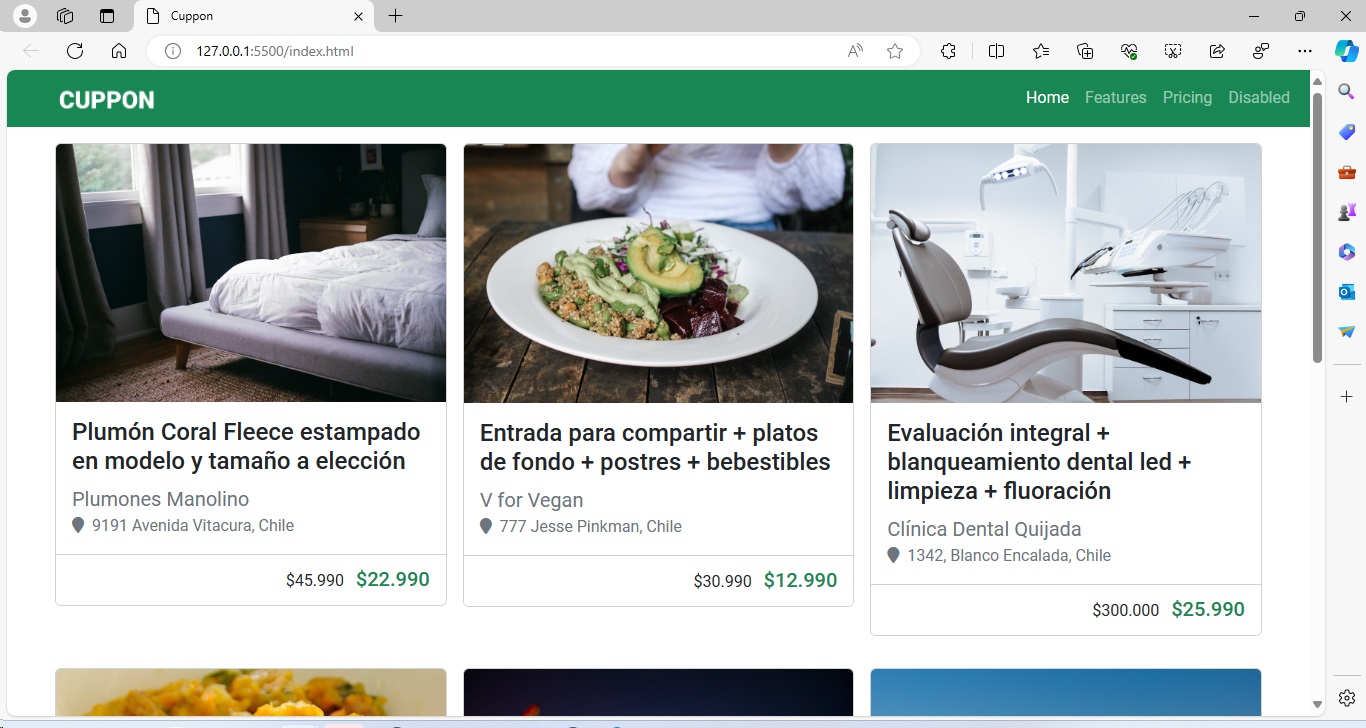 Cuppon
127.0.0.1:5500/index.html
CUPPON
Home Features Pricing Disabled
Plumón Coral Fleece estampado
en modelo y tamaño a elección
Plumones Manolino
9191 Avenida Vitacura, Chile
$45.990 $22.990
Entrada para compartir + platos
de fondo + postres + bebestibles
V for Vegan
777 Jesse Pinkman, Chile
$30.990 $12.990
Evaluación integral +
blanqueamiento dental led +
limpieza + fluoración
Clínica Dental Quijada
1342, Blanco Encalada, Chile
$300.000 $25.990